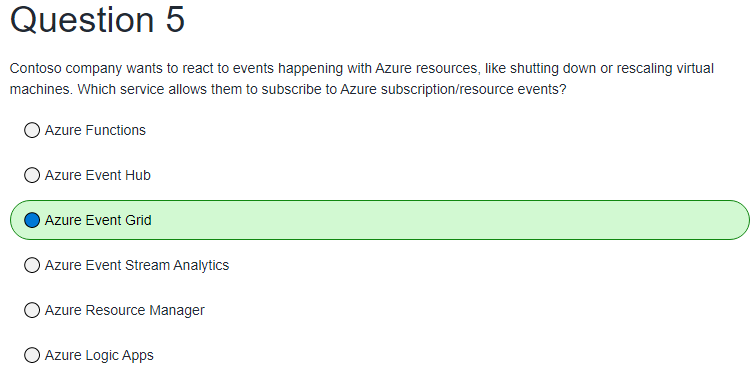 Question 5
Contoso company wants to react to events happening with Azure resources, like shutting down or rescaling virtual
machines. Which service allows them to subscribe to Azure subscription/resource events?
Azure Functions
Azure Event Hub
Azure Event Grid
Azure Event Stream Analytics
Azure Resource Manager
Azure Logic Apps